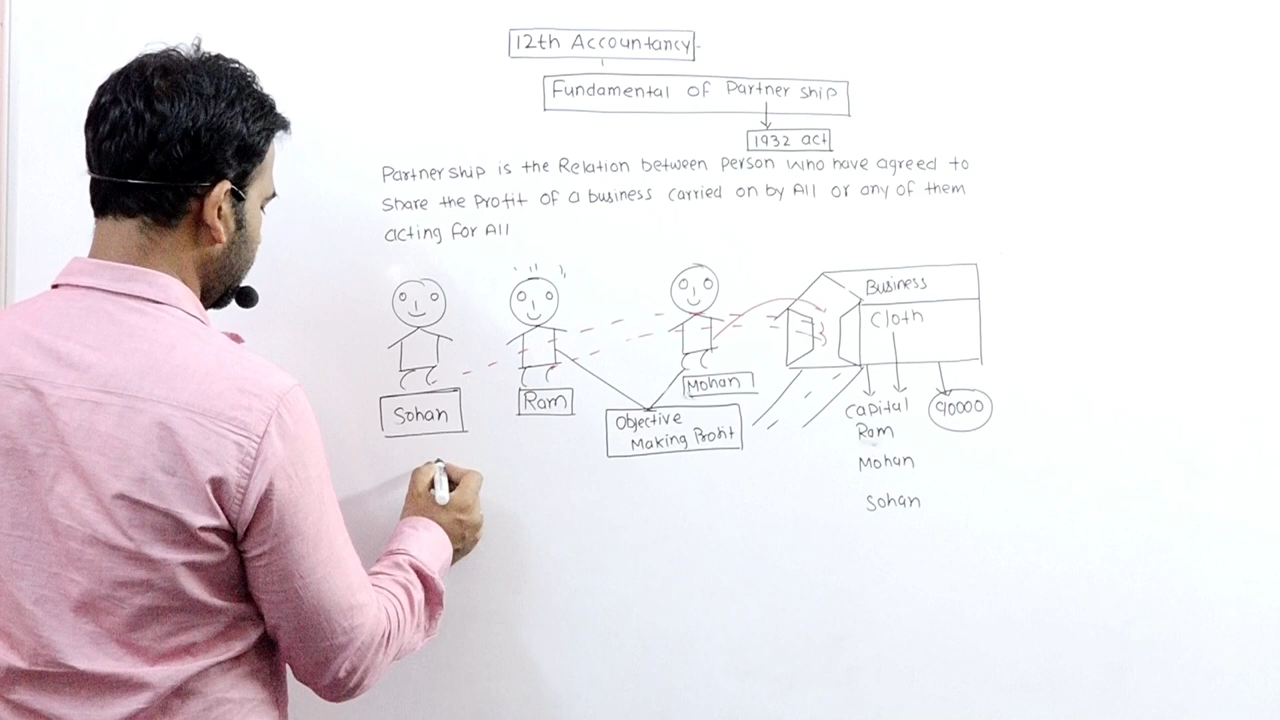 12th Accountancy
Fundamental of Partner ship
1932 act
Partner ship is the Relation between Person who have agreed to
Share the Profit of a business carried on by All or any of them
acting for All
Business
Cloth
Sohan
Ram
Mohan
Objective
Making Profit
Capital
90000
Ram
Mohan
Sohan